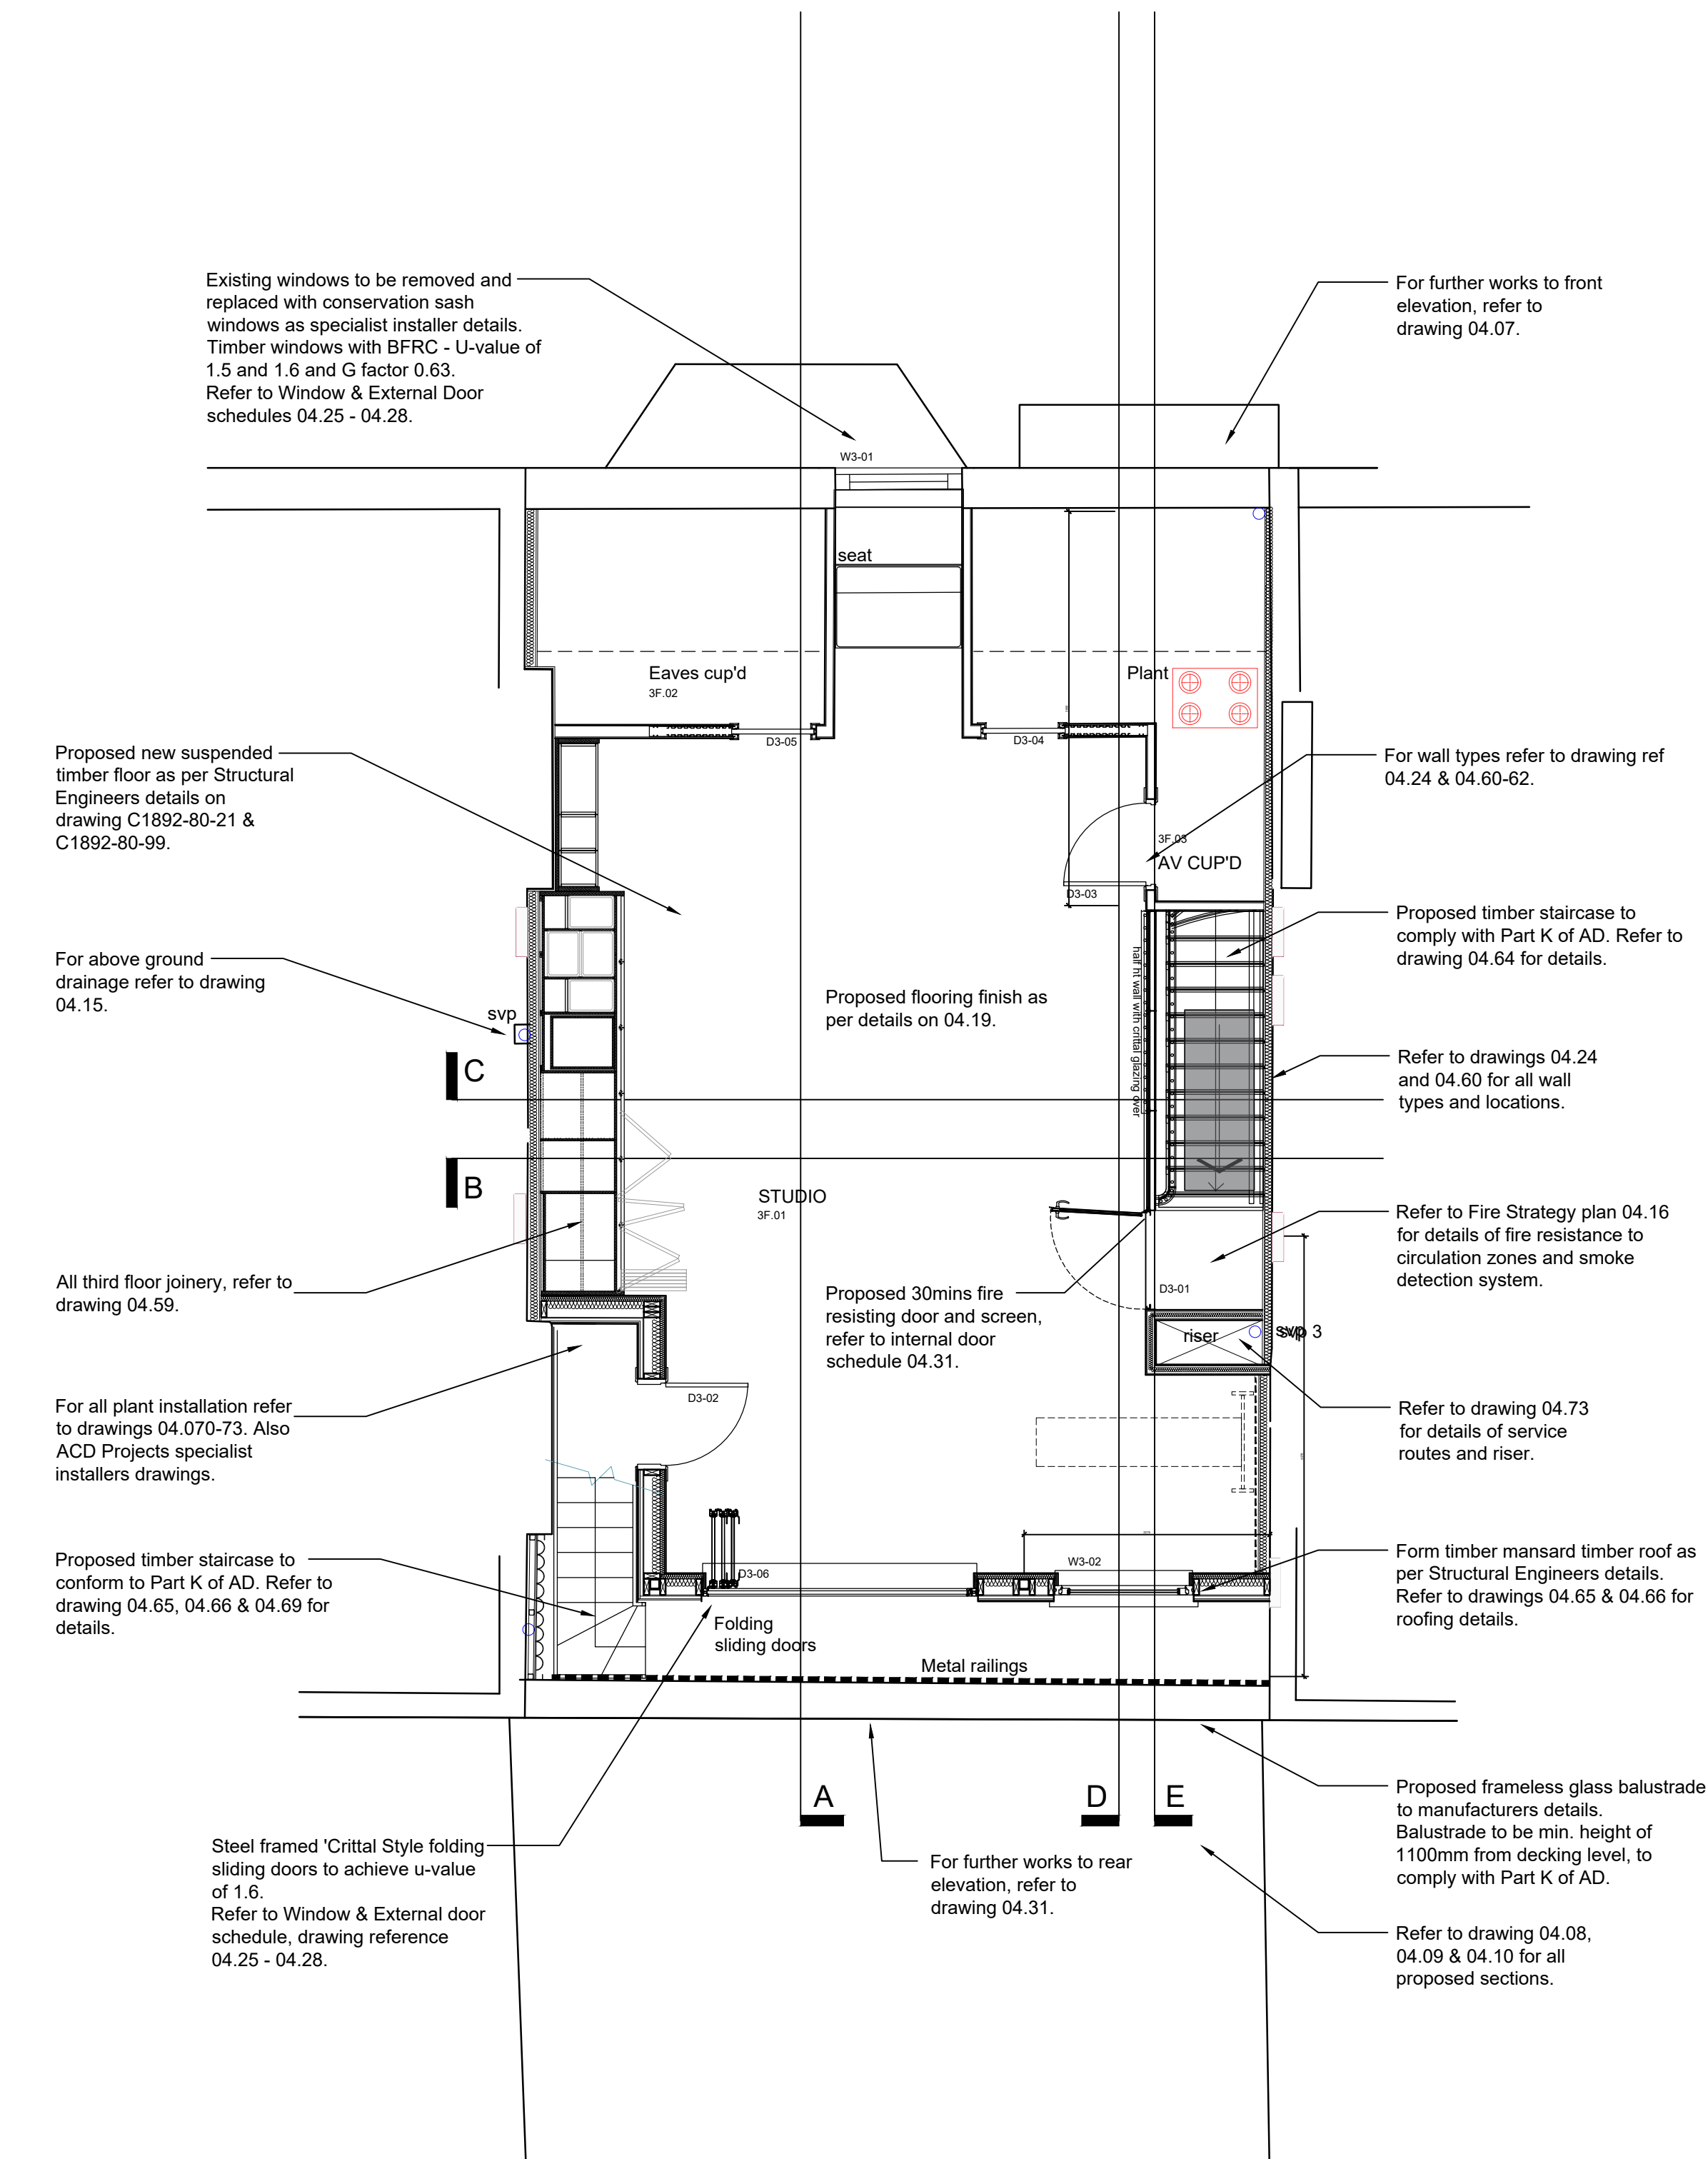 Existing windows to be removed and
replaced with conservation sash
windows as specialist installer details.
Timber windows with BFRC - U-value of
1.5 and 1.6 and G factor 0.63.
Refer to Window & External Door
schedules 04.25 - 04.28.
For further works to front
elevation, refer to
drawing 04.07.
W3-01
seat
Eaves cup'd
3F.02
Plant
D3-05
D3-04
Proposed new suspended
timber floor as per Structural
Engineers details on
drawing C1892-80-21 &
C1892-80-99.
For wall types refer to drawing ref
04.24 & 04.60-62.
3F.03
AV CUP'D
D3-03
Proposed timber staircase to
comply with Part K of AD. Refer to
drawing 04.64 for details.
For above ground
drainage refer to drawing
04.15.
svp
Proposed flooring finish as
per details on 04.19.
half ht wall with crittal glazing over
C
Refer to drawings 04.24
and 04.60 for all wall
types and locations.
B
STUDIO
3F.01
Refer to Fire Strategy plan 04.16
for details of fire resistance to
circulation zones and smoke
detection system.
All third floor joinery, refer to
drawing 04.59.
Proposed 30mins fire
resisting door and screen,
refer to internal door
schedule 04.31.
D3-01
riser
svp 3
For all plant installation refer
to drawings 04.070-73. Also
ACD Projects specialist
installers drawings.
D3-02
Refer to drawing 04.73
for details of service
routes and riser.
Proposed timber staircase to
conform to Part K of AD. Refer to
drawing 04.65, 04.66 & 04.69 for
details.
D3-06
W3-02
Form timber mansard timber roof as
per Structural Engineers details.
Refer to drawings 04.65 & 04.66 for
roofing details.
Folding
sliding doors
Metal railings
A
D
E
Proposed frameless glass balustrade
to manufacturers details.
Balustrade to be min. height of
1100mm from decking level, to
comply with Part K of AD.
Steel framed 'Crittal Style folding
sliding doors to achieve u-value
of 1.6.
Refer to Window & External door
schedule, drawing reference
04.25 - 04.28.
For further works to rear
elevation, refer to
drawing 04.31.
Refer to drawing 04.08,
04.09 & 04.10 for all
proposed sections.